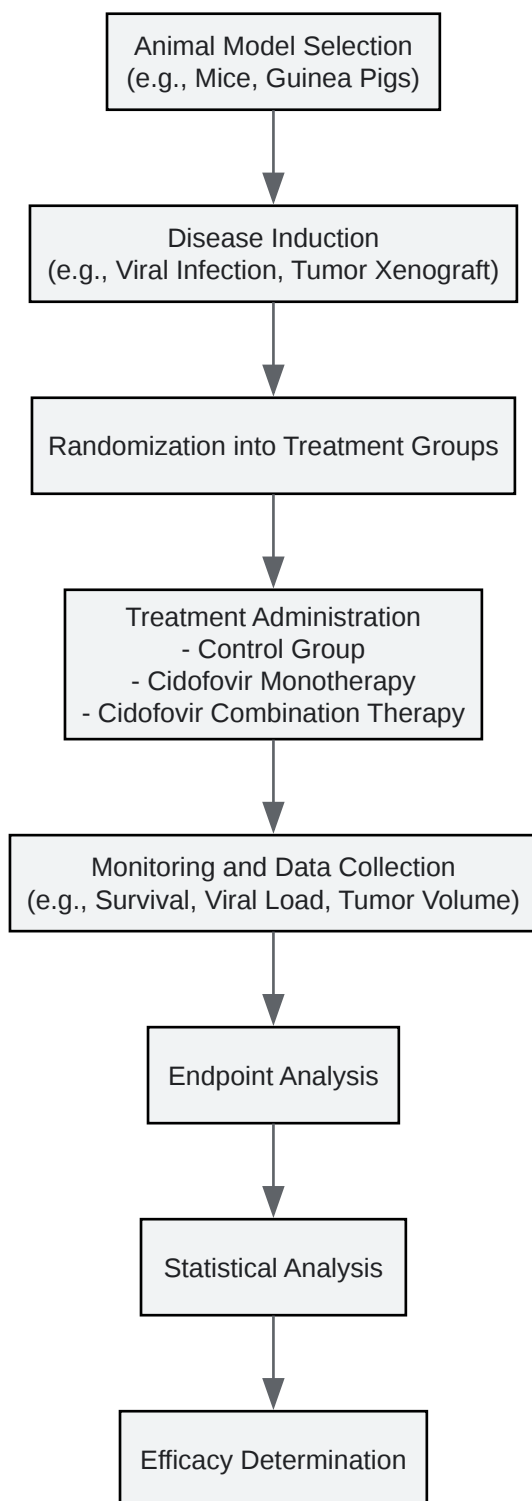 Animal Model Selection
(e.g., Mice, Guinea Pigs)
Disease Induction
(e.g., Viral Infection, Tumor Xenograft)
Randomization into Treatment Groups
Treatment Administration
- Control Group
- Cidofovir Monotherapy
- Cidofovir Combination Therapy
Monitoring and Data Collection
(e.g., Survival, Viral Load, Tumor Volume)
Endpoint Analysis
Statistical Analysis
Efficacy Determination